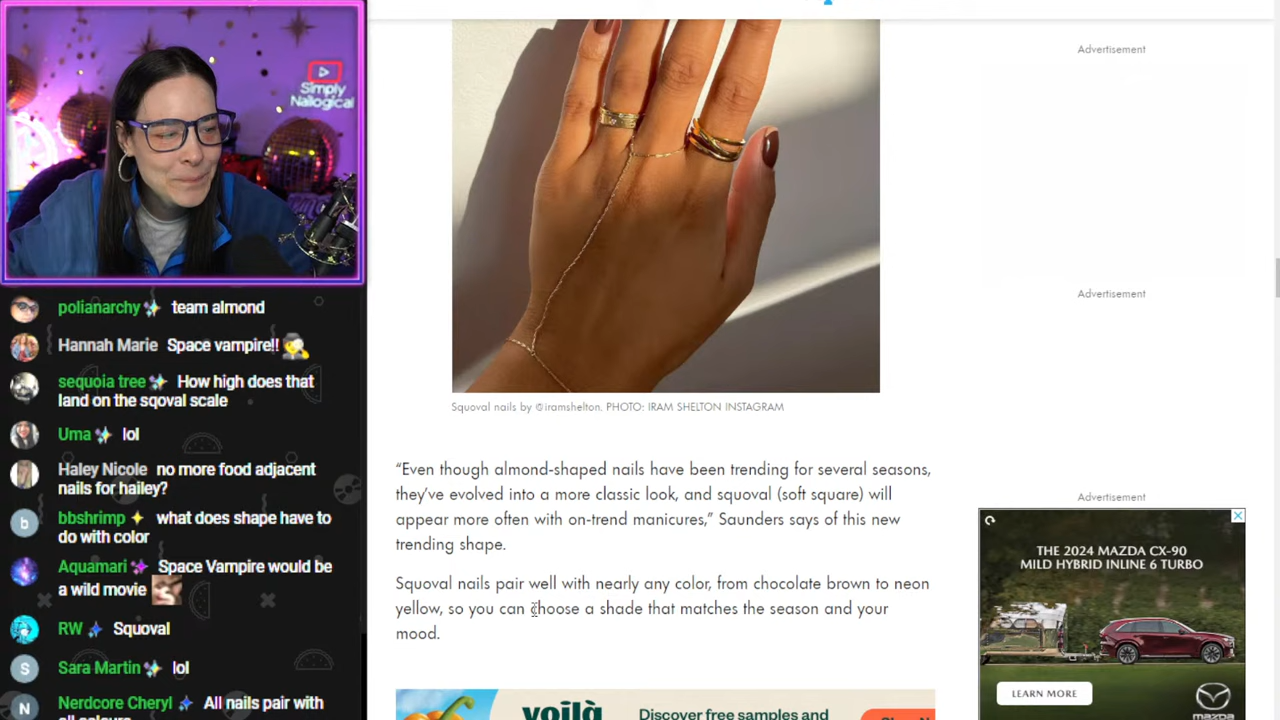 Simply
Nailogical
polianarchy team almond
Hannah Marie Space vampire!!
sequoia tree How high does that
land on the sqoval scale
Uma lol
Haley Nicole no more food adjacent
nails for hailey?
b
bbshrimp what does shape have to
do with color
Aquamari Space Vampire would be
a wild movie
RW Squoval
S
Sara Martin lol
N
Nerdcore Cheryl All nails pair with
all colours
Squoval nails by @iramshelton. PHOTO: IRAM SHELTON INSTAGRAM
“Even though almond-shaped nails have been trending for several seasons,
they’ve evolved into a more classic look, and squoval (soft square) will
appear more often with on-trend manicures,” Saunders says of this new
trending shape.
Squoval nails pair well with nearly any color, from chocolate brown to neon
yellow, so you can choose a shade that matches the season and your
mood.
voilà
Discover free samples and
Advertisement
Advertisement
Advertisement
THE 2024 MAZDA CX-90
MILD HYBRID INLINE 6 TURBO
LEARN MORE
mazda